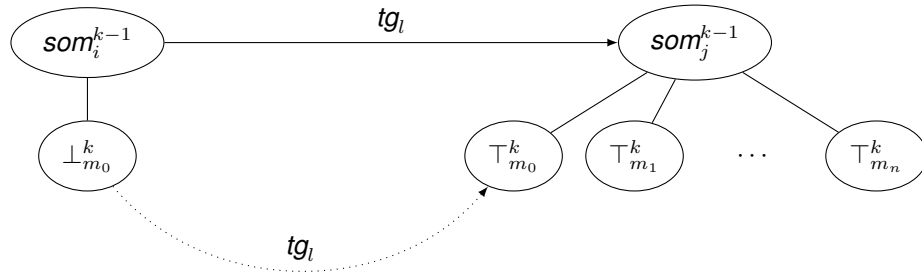 tg_l
som_i^{k-1} som_j^{k-1}
⊥_{m_0}^k ⊤_{m_0}^k ⊤_{m_1}^k ⋯ ⊤_{m_n}^k
tg_l